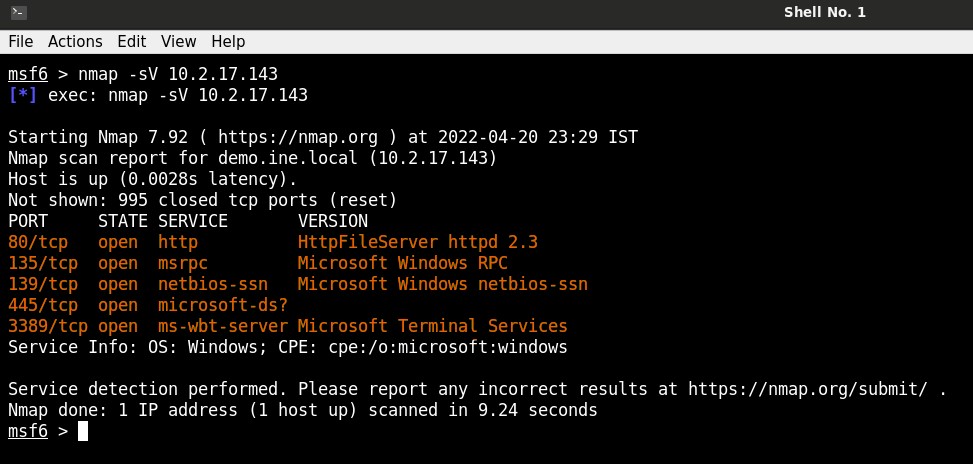 Shell No. 1
File Actions Edit View Help
msf6 > nmap -sV 10.2.17.143
[*] exec: nmap -sV 10.2.17.143
Starting Nmap 7.92 ( https://nmap.org ) at 2022-04-20 23:29 IST
Nmap scan report for demo.ine.local (10.2.17.143)
Host is up (0.0028s latency).
Not shown: 995 closed tcp ports (reset)
PORT     STATE SERVICE       VERSION
80/tcp   open  http          HttpFileServer httpd 2.3
135/tcp  open  msrpc         Microsoft Windows RPC
139/tcp  open  netbios-ssn   Microsoft Windows netbios-ssn
445/tcp  open  microsoft-ds?
3389/tcp open  ms-wbt-server Microsoft Terminal Services
Service Info: OS: Windows; CPE: cpe:/o:microsoft:windows
Service detection performed. Please report any incorrect results at https://nmap.org/submit/ .
Nmap done: 1 IP address (1 host up) scanned in 9.24 seconds
msf6 >